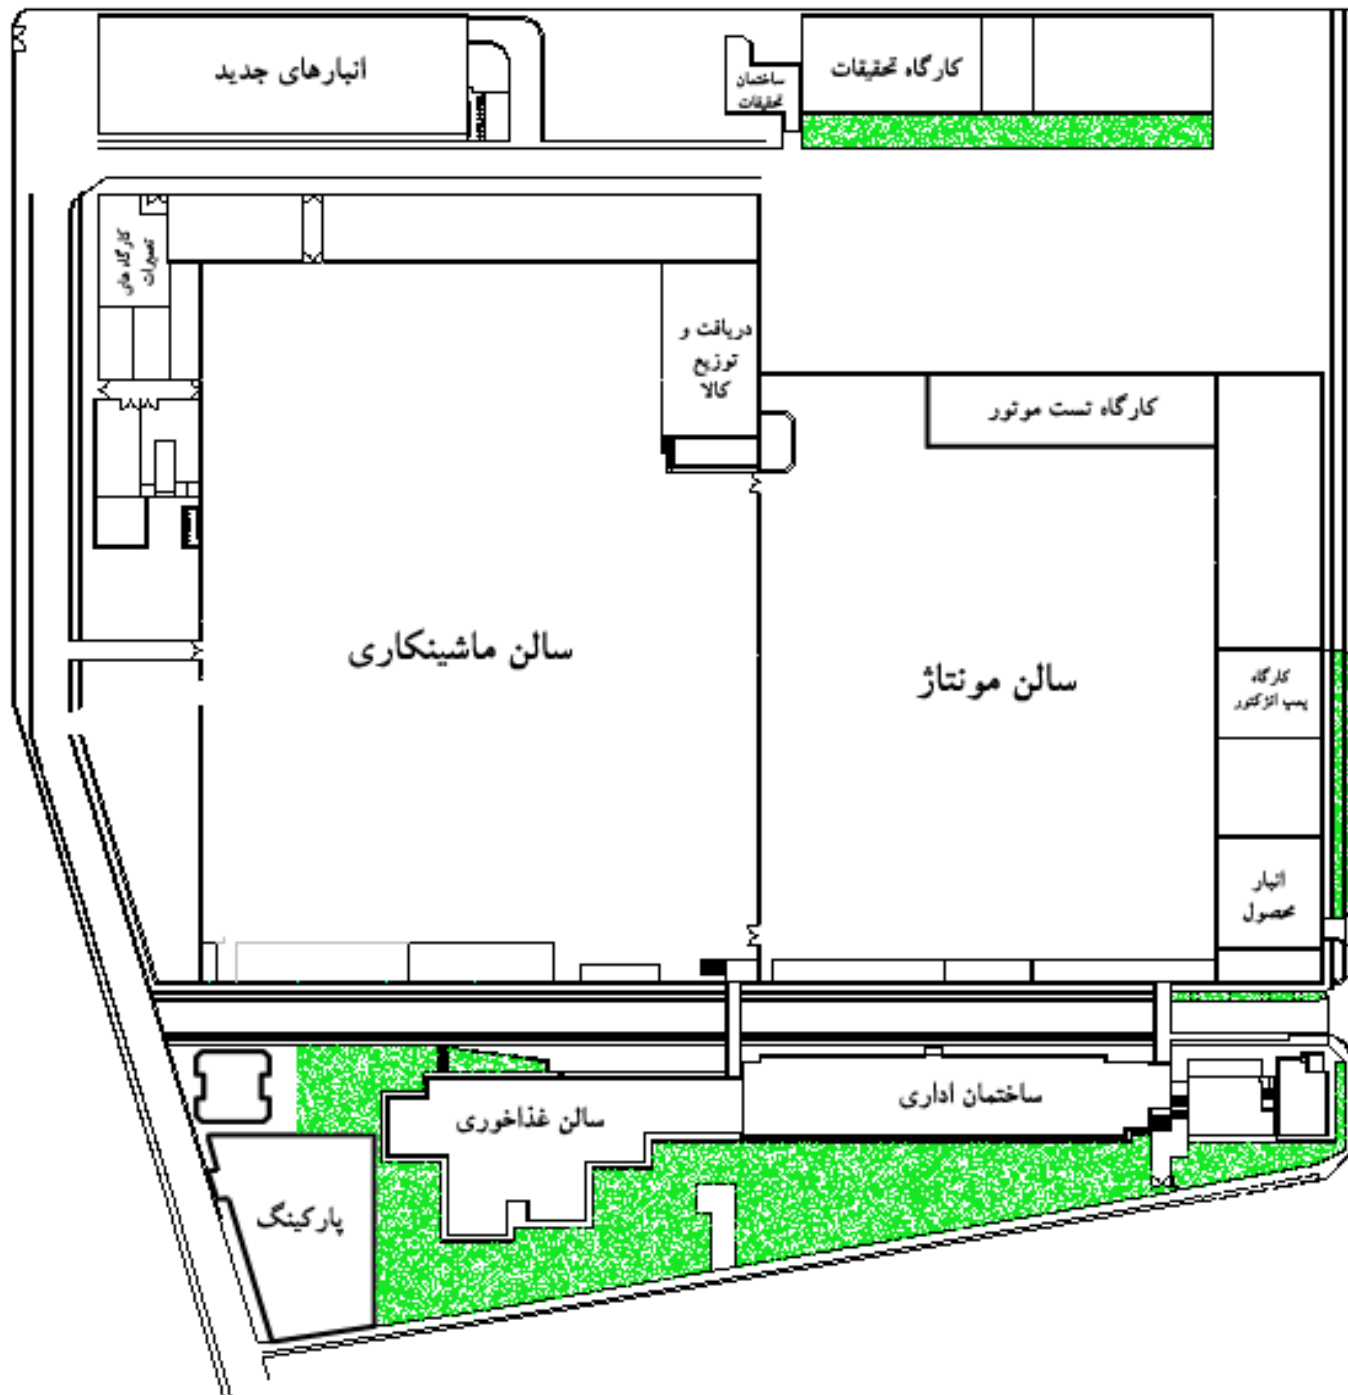 کارگاه تحقیقات
ساختمان
تحقیقات
انبارهای جدید
کارگاه های
تعمیرات
دریافت و
توزیع
کالا
کارگاه تست موتور
سالن ماشینکاری
سالن مونتاژ
کارگاه
پمپ انژکتور
انبار
محصول
ساختمان اداری
سالن غذاخوری
پارکینگ